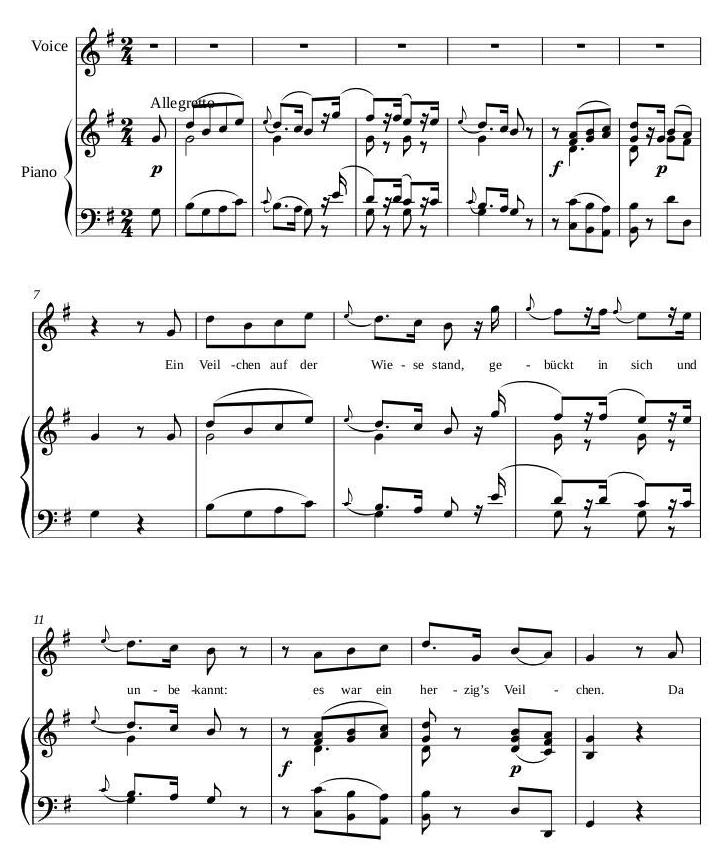 Voice
Allegretto
Piano
p
f
p
7
Ein Veil -chen auf der Wie - se stand, ge - bückt in sich und
11
un - be -kannt: es war ein her - zig's Veil - chen. Da
f
p